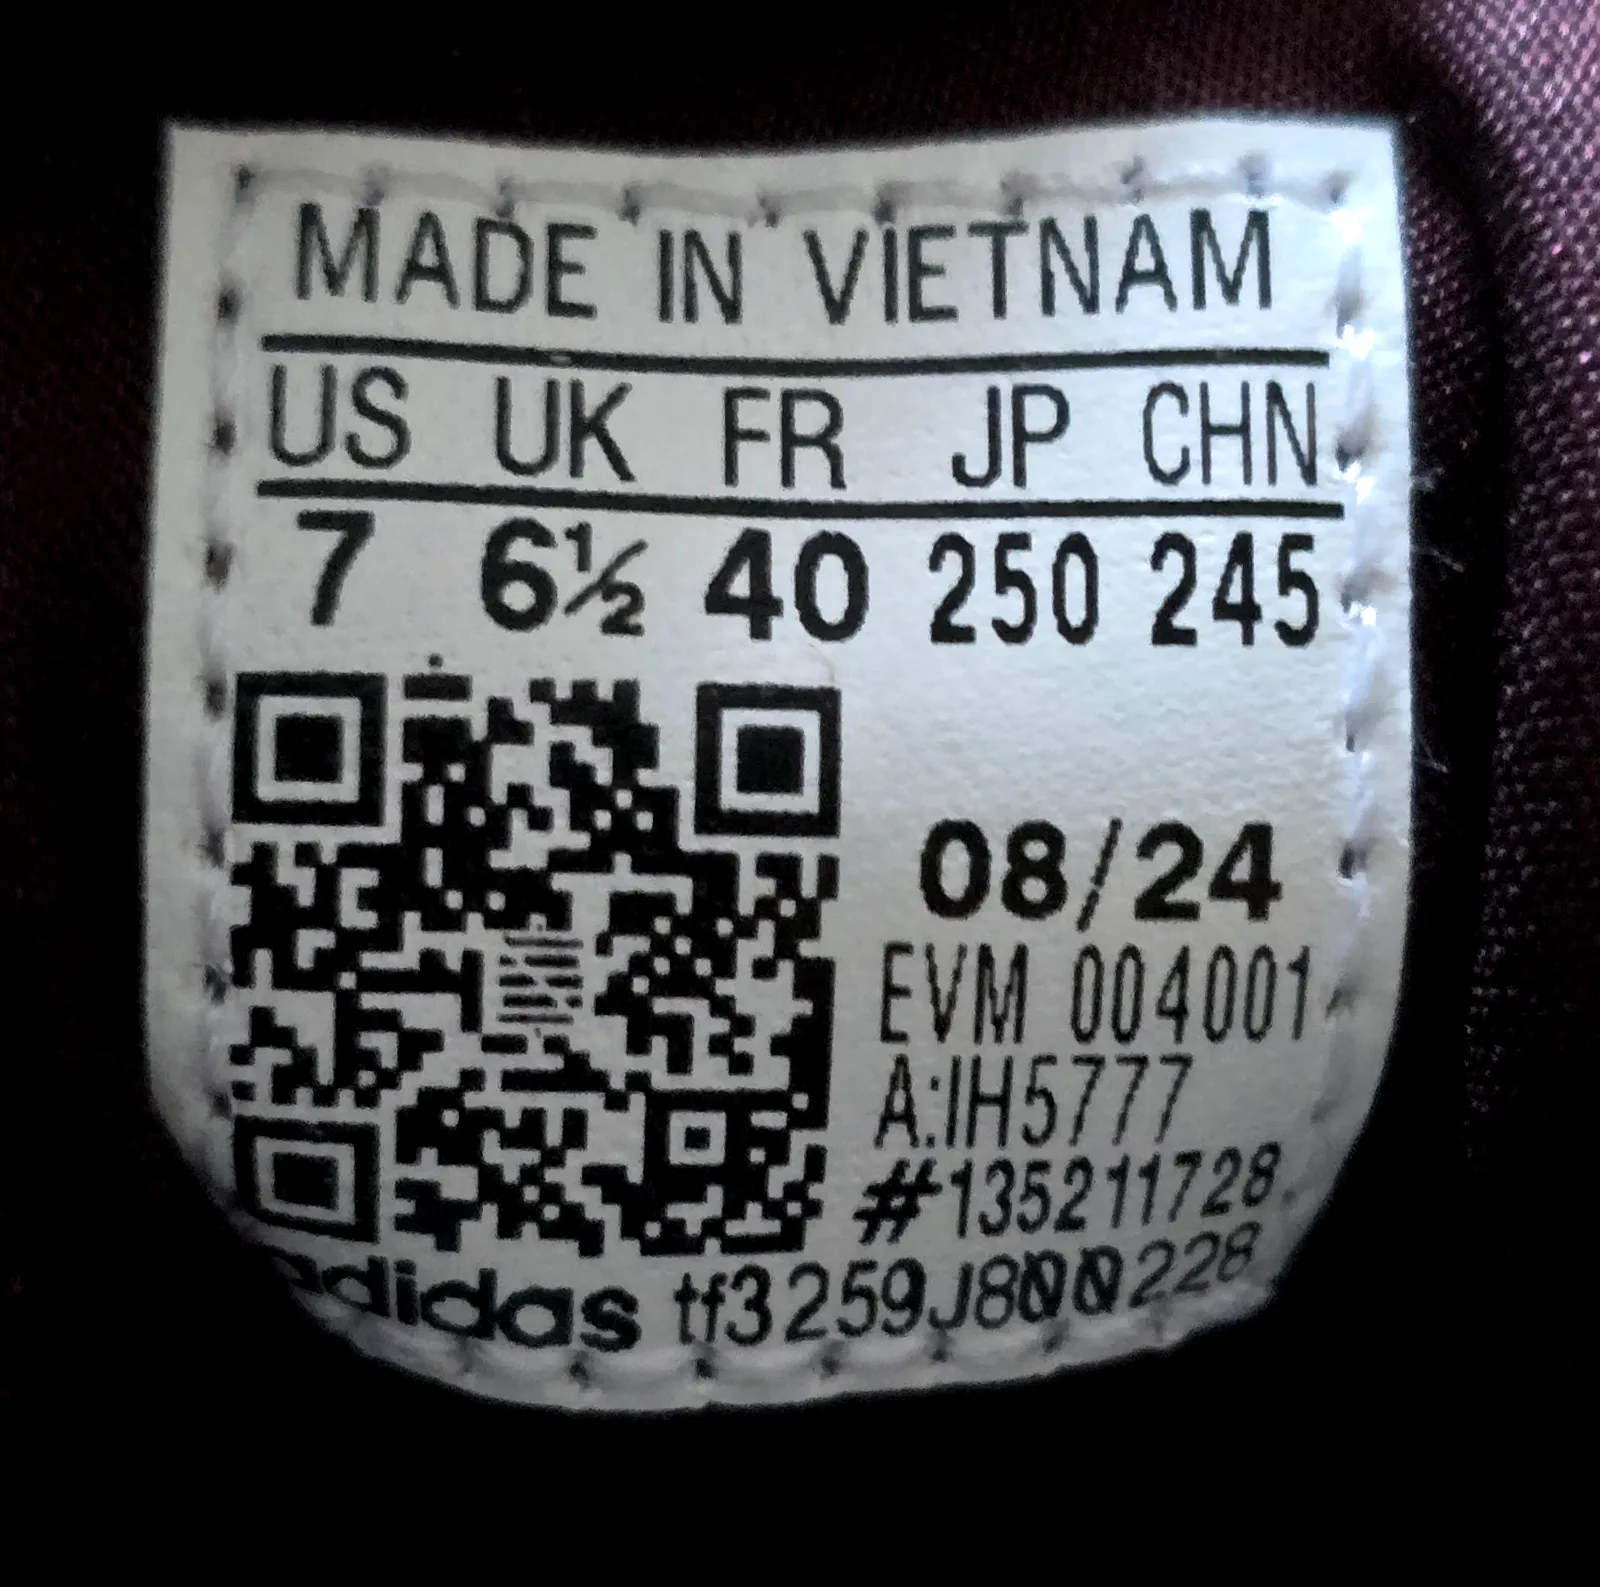 MADE IN VIETNAM
US UK FR JP CHN
7 6½ 40 250 245
08/24
EVM 004001
A:IH5777
#135211728
adidas tf3259J800228